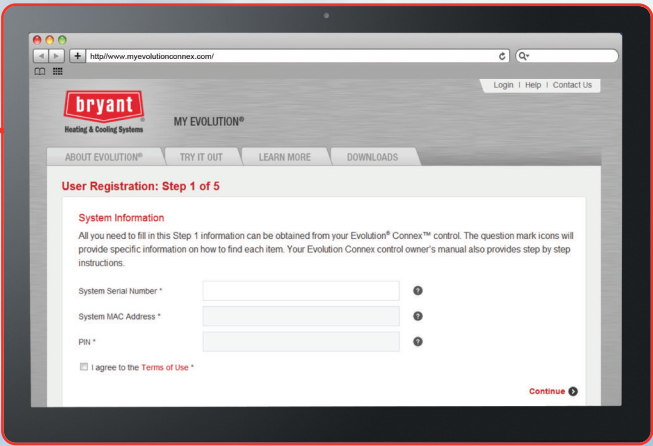 http//www.myevolutionconnex.com/
Login | Help | Contact Us
bryant
Heating & Cooling Systems
MY EVOLUTION®
ABOUT EVOLUTION® TRY IT OUT LEARN MORE DOWNLOADS
User Registration: Step 1 of 5
System Information
All you need to fill in this Step 1 information can be obtained from your Evolution® Connex™ control. The question mark icons will
provide specific information on how to find each item. Your Evolution Connex control owner's manual also provides step by step
instructions.
System Serial Number * ?
System MAC Address * ?
PIN * ?
I agree to the Terms of Use *
Continue